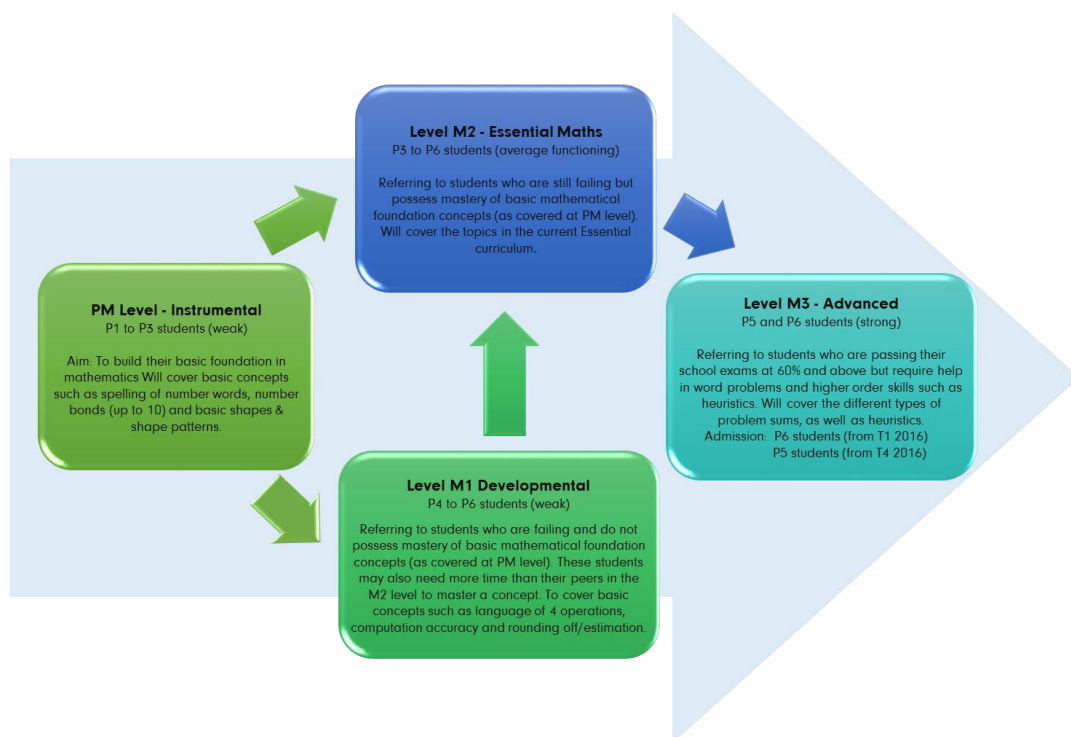 Level M2 - Essential Maths
P3 to P6 students (average functioning)
Referring to students who are still failing but
possess mastery of basic mathematical
foundation concepts (as covered at PM level).
Will cover the topics in the current Essential
curriculum.
PM Level - Instrumental
P1 to P3 students (weak)
Aim: To build their basic foundation in
mathematics Will cover basic concepts
such as spelling of number words, number
bonds (up to 10) and basic shapes &
shape patterns.
Level M3 - Advanced
P5 and P6 students (strong)
Referring to students who are passing their
school exams at 60% and above but require help
in word problems and higher order skills such as
heuristics. Will cover the different types of
problem sums, as well as heuristics.
Admission: P6 students (from T1 2016)
P5 students (from T4 2016)
Level M1 Developmental
P4 to P6 students (weak)
Referring to students who are failing and do not
possess mastery of basic mathematical foundation
concepts (as covered at PM level). These students
may also need more time than their peers in the
M2 level to master a concept. To cover basic
concepts such as language of 4 operations,
computation accuracy and rounding off/estimation.